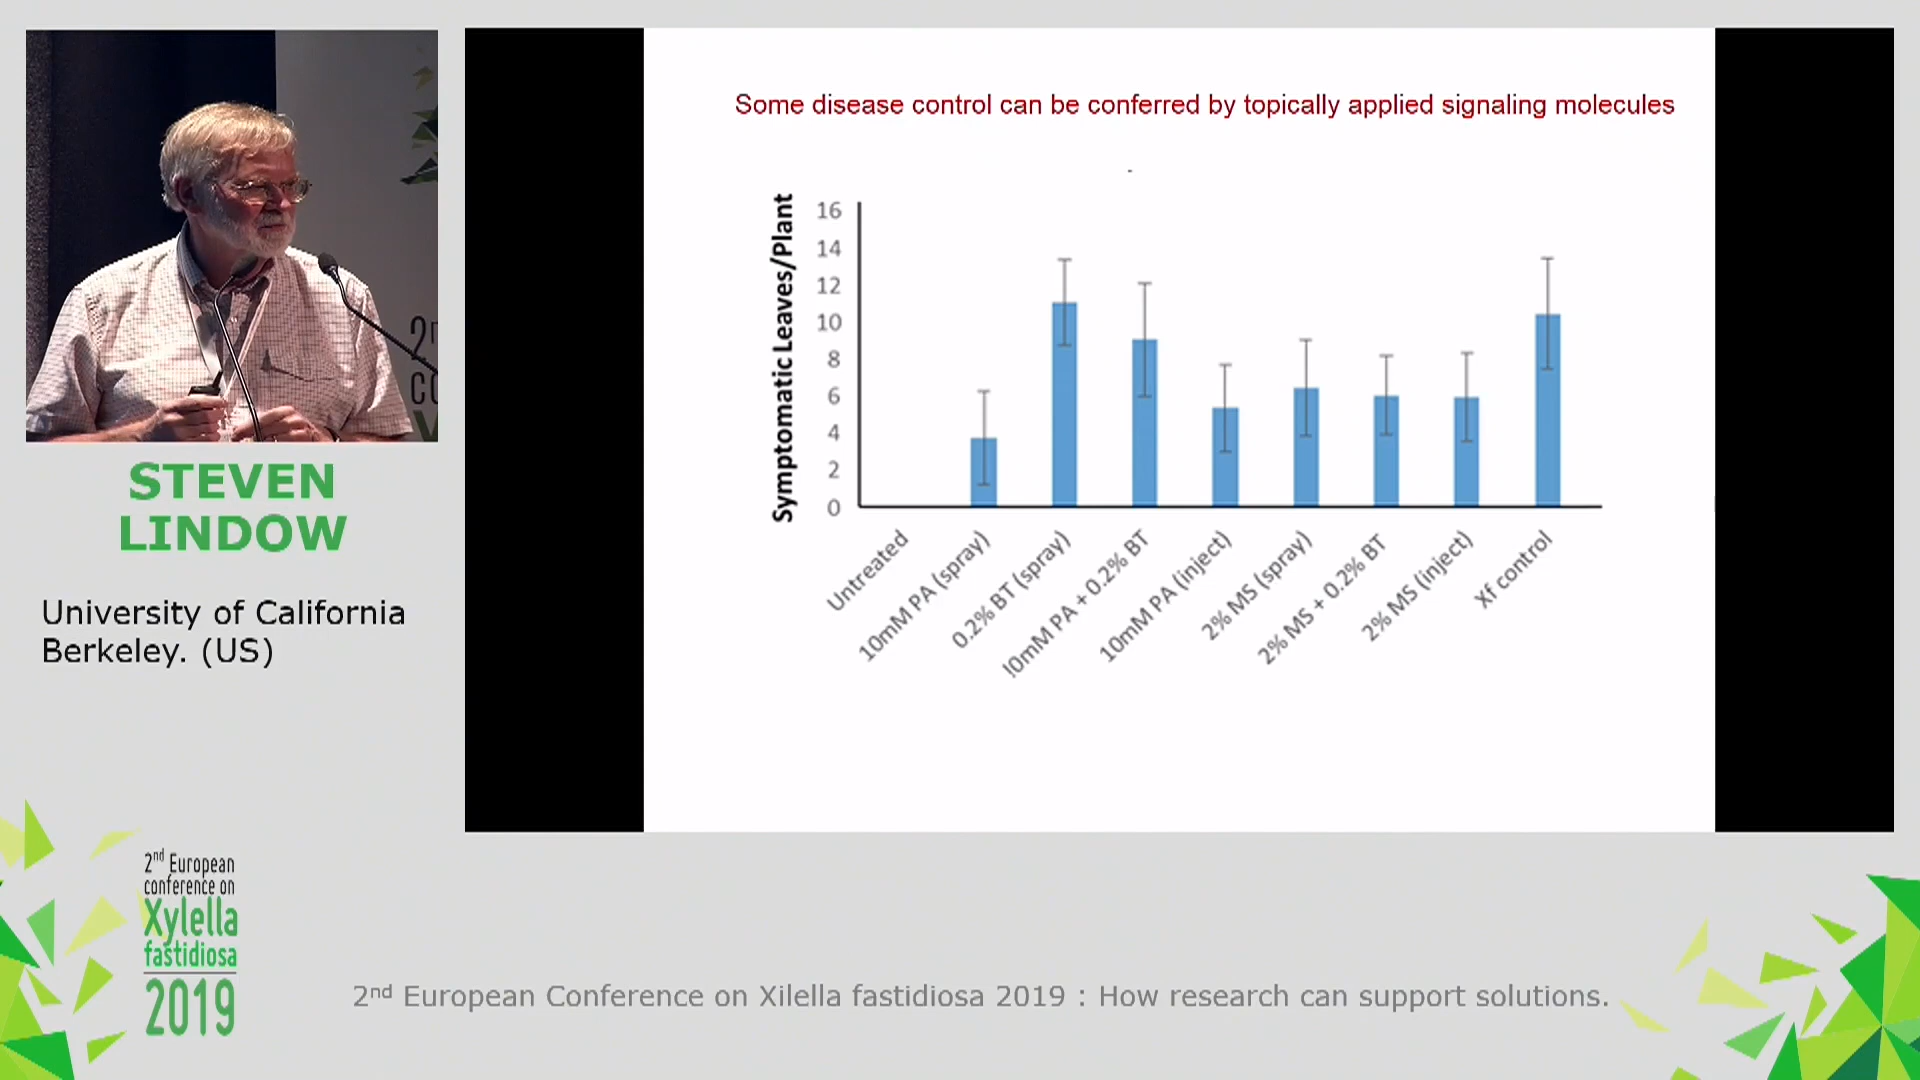 Some disease control can be conferred by topically applied signaling molecules
Symptomatic Leaves/Plant
16
14
12
10
8
6
4
2
0
Untreated
10mM PA (spray)
0.2% BT (spray)
10mM PA + 0.2% BT
10mM PA (inject)
2% MS (spray)
2% MS + 0.2% BT
2% MS (inject)
Xf control
STEVEN
LINDOW
University of California
Berkeley. (US)
2nd European
conference on
Xylella
fastidiosa
2019
2nd European Conference on Xilella fastidiosa 2019 : How research can support solutions.